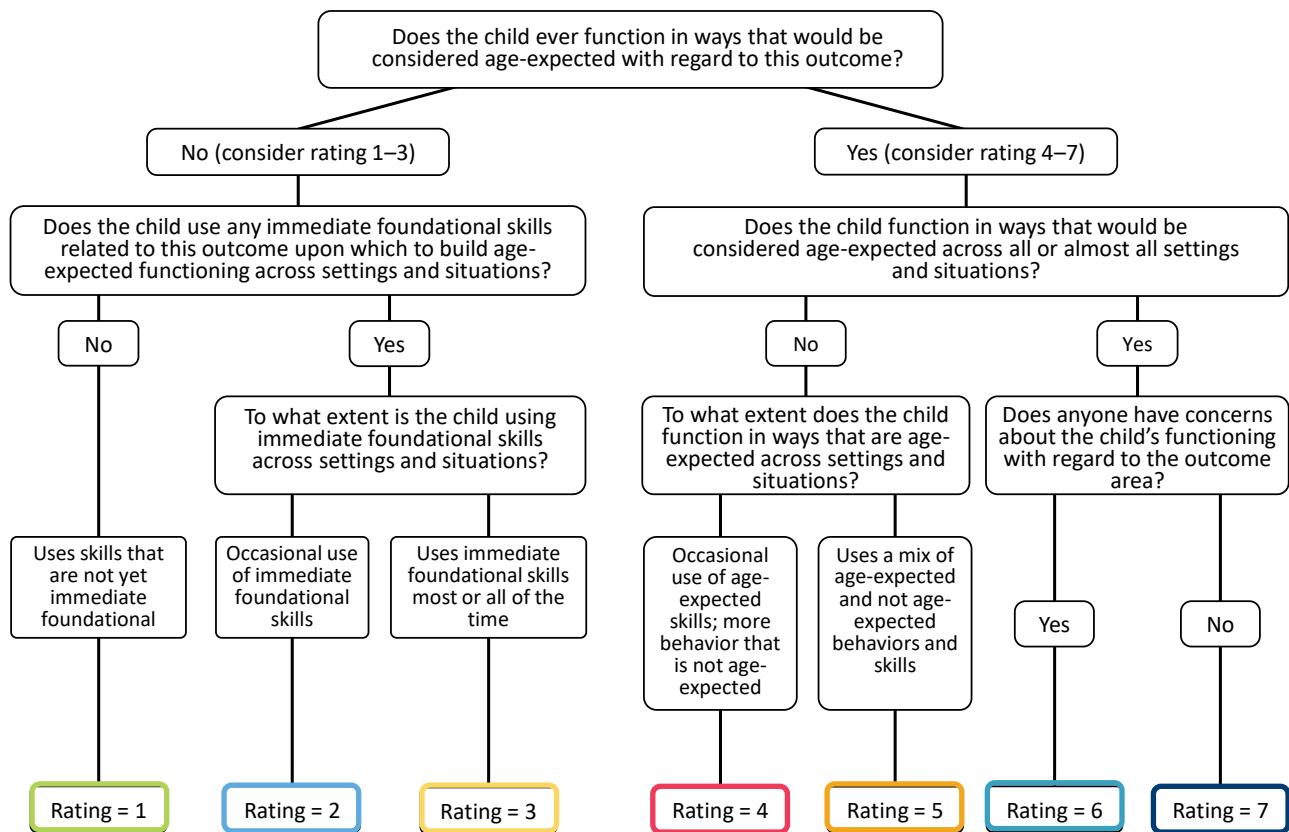 Does the child ever function in ways that would be
considered age-expected with regard to this outcome?
No (consider rating 1–3)
Yes (consider rating 4–7)
Does the child use any immediate foundational skills
related to this outcome upon which to build age-
expected functioning across settings and situations?
Does the child function in ways that would be
considered age-expected across all or almost all settings
and situations?
No
Yes
No
Yes
To what extent is the child using
immediate foundational skills
across settings and situations?
To what extent does the child
function in ways that are age-
expected across settings and
situations?
Does anyone have concerns
about the child’s functioning
with regard to the outcome
area?
Uses skills that
are not yet
immediate
foundational
Occasional use
of immediate
foundational
skills
Uses immediate
foundational skills
most or all of the
time
Occasional
use of age-
expected
skills; more
behavior that
is not age-
expected
Uses a mix of
age-expected
and not age-
expected
behaviors and
skills
Yes
No
Rating = 1
Rating = 2
Rating = 3
Rating = 4
Rating = 5
Rating = 6
Rating = 7